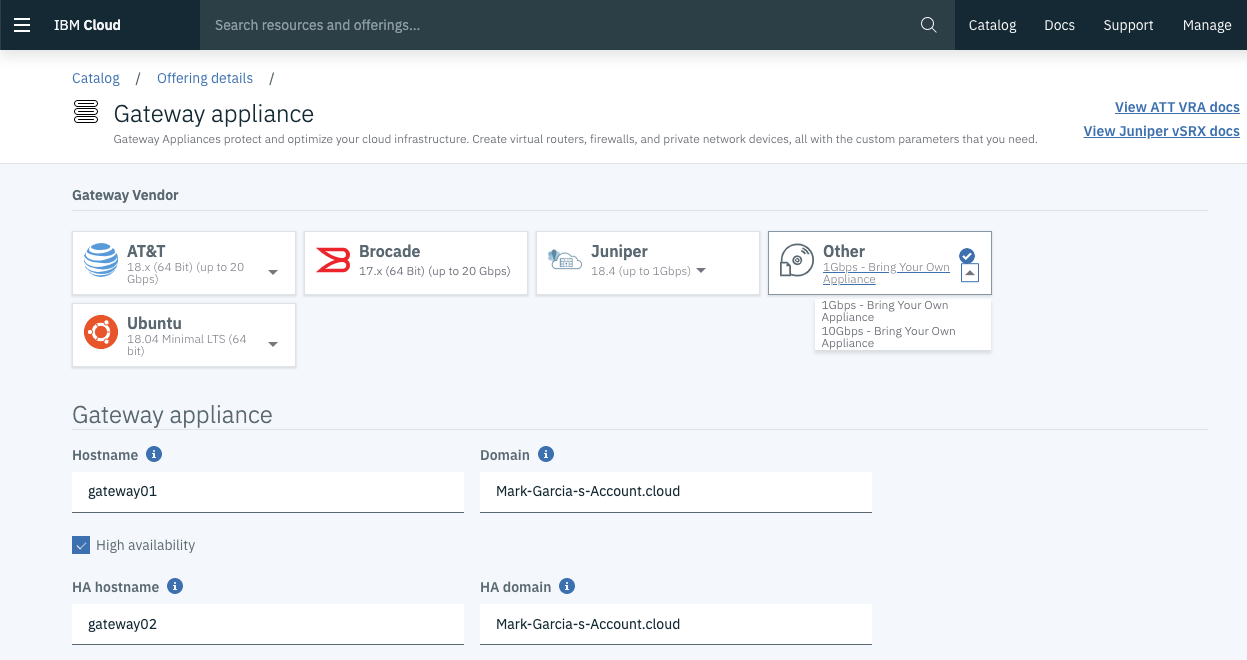 IBM Cloud
Search resources and offerings...
Catalog
Docs
Support
Manage
Catalog / Offering details /
Gateway appliance
Gateway Appliances protect and optimize your cloud infrastructure. Create virtual routers, firewalls, and private network devices, all with the custom parameters that you need.
View ATT VRA docs
View Juniper vSRX docs
Gateway Vendor
AT&T
18.x (64 Bit) (up to 20
Gbps)
Brocade
17.x (64 Bit) (up to 20 Gbps)
Juniper
18.4 (up to 1Gbps)
Other
1Gbps - Bring Your Own
Appliance
1Gbps - Bring Your Own
Appliance
10Gbps - Bring Your Own
Appliance
Ubuntu
18.04 Minimal LTS (64
bit)
Gateway appliance
Hostname
Domain
gateway01
Mark-Garcia-s-Account.cloud
High availability
HA hostname
HA domain
gateway02
Mark-Garcia-s-Account.cloud